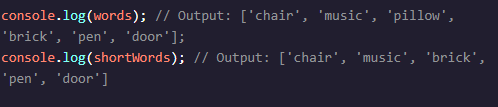 console.log(words); // Output: ['chair', 'music', 'pillow',
'brick', 'pen', 'door'];
console.log(shortWords); // Output: ['chair', 'music', 'brick',
'pen', 'door']